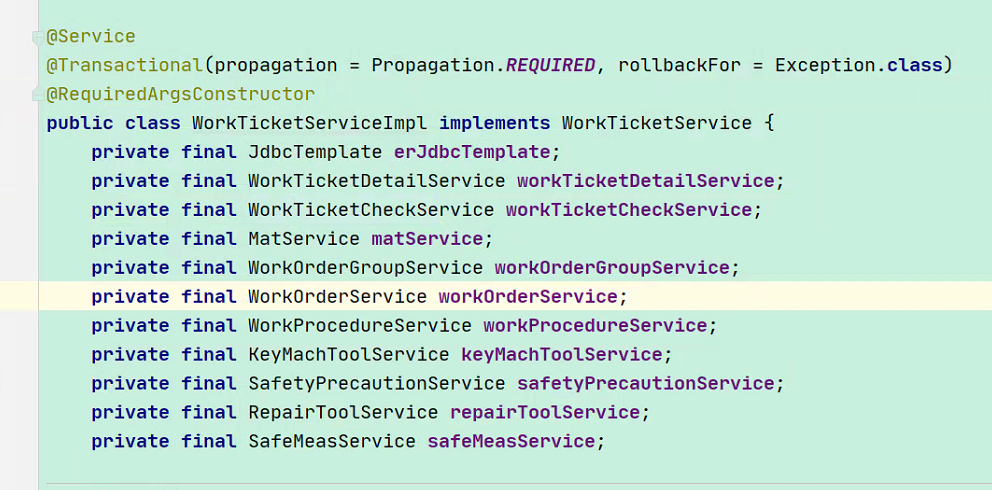 @Service
@Transactional(propagation = Propagation.REQUIRED, rollbackFor = Exception.class)
@RequiredArgsConstructor
public class WorkTicketServiceImpl implements WorkTicketService {
private final JdbcTemplate erJdbcTemplate;
private final WorkTicketDetailService workTicketDetailService;
private final WorkTicketCheckService workTicketCheckService;
private final MatService matService;
private final WorkOrderGroupService workOrderGroupService;
private final WorkOrderService workOrderService;
private final WorkProcedureService workProcedureService;
private final KeyMachToolService keyMachToolService;
private final SafetyPrecautionService safetyPrecautionService;
private final RepairToolService repairToolService;
private final SafeMeasService safeMeasService;